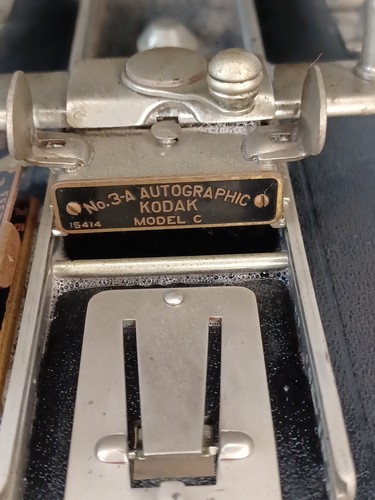 No. 3-A AUTOGRAPHIC
KODAK
15414 MODEL C